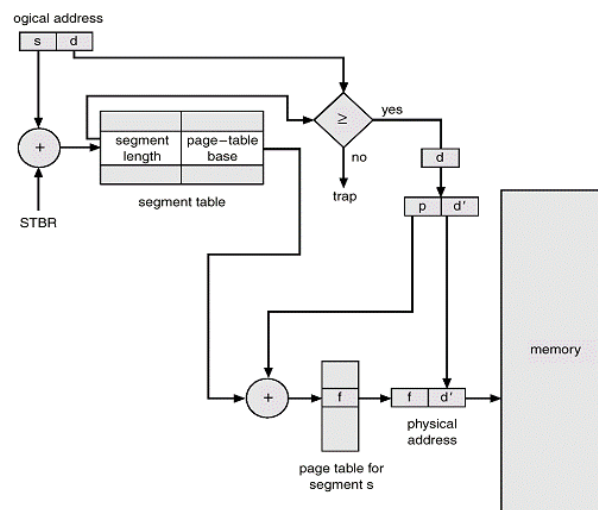 ogical address
s d
yes
≥
+
segment length
page–table base
no
d
segment table
trap
STBR
p d′
memory
+
f
f d′
physical address
page table for segment s